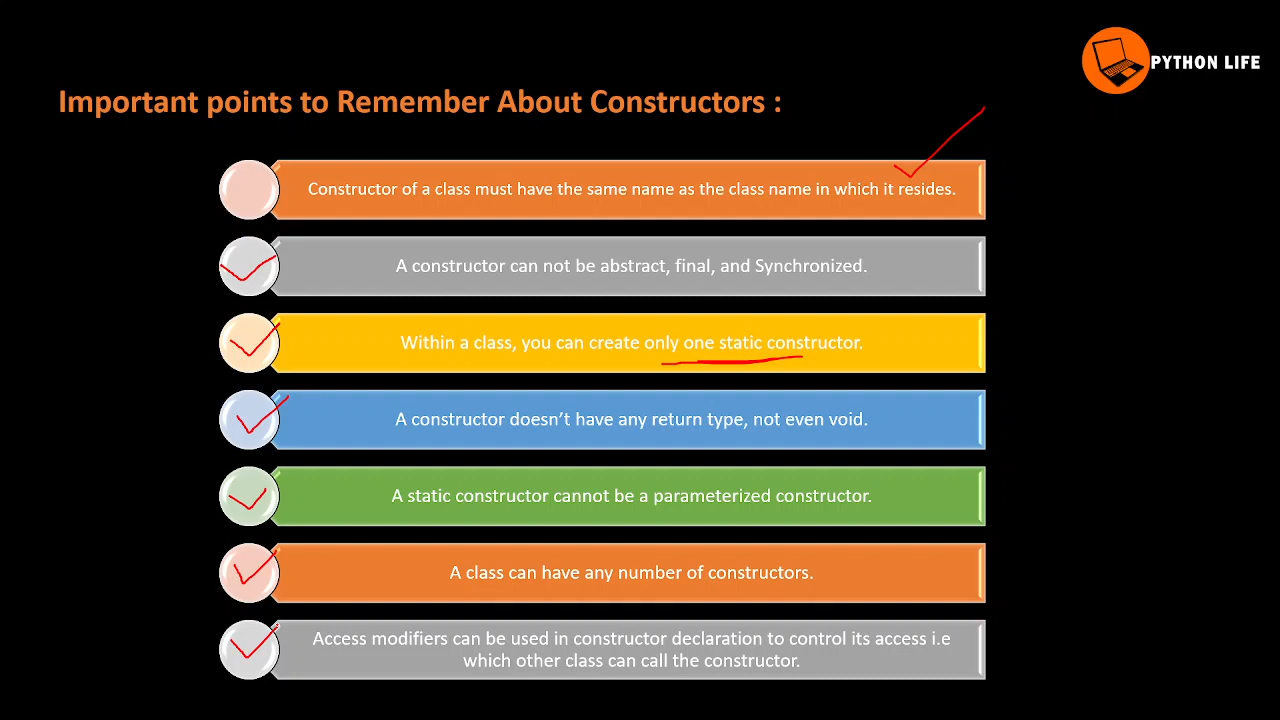 PYTHON LIFE
Important points to Remember About Constructors :
Constructor of a class must have the same name as the class name in which it resides.
A constructor can not be abstract, final, and Synchronized.
Within a class, you can create only one static constructor.
A constructor doesn’t have any return type, not even void.
A static constructor cannot be a parameterized constructor.
A class can have any number of constructors.
Access modifiers can be used in constructor declaration to control its access i.e
which other class can call the constructor.